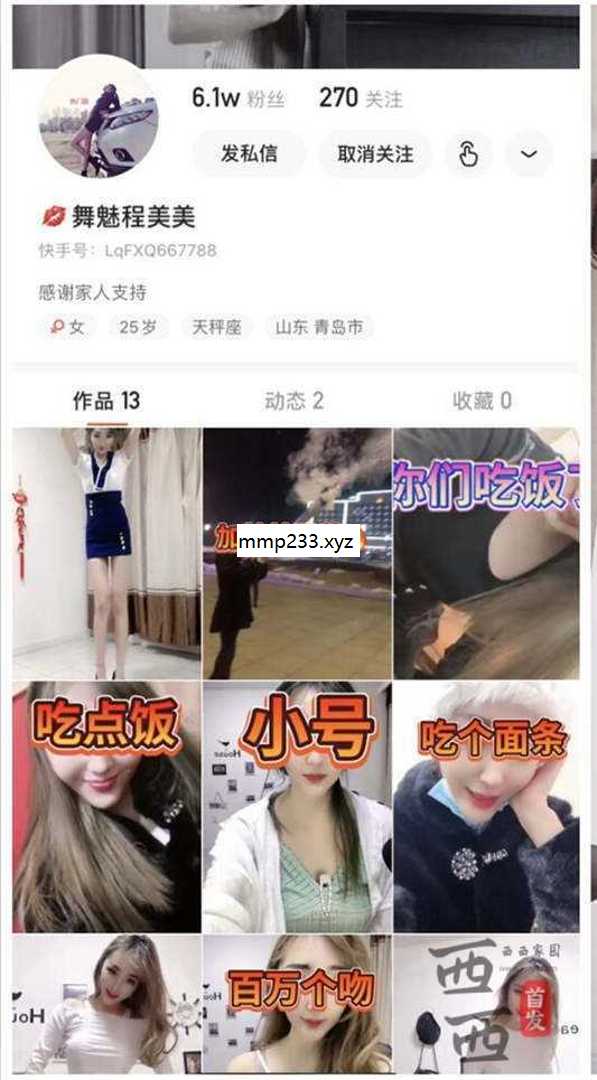 6.1w 粉丝 270 关注
发私信 取消关注
💋舞魅程美美
快手号：LqFXQ667788
感谢家人支持
女 25岁 天秤座 山东 青岛市
作品 13 动态 2 收藏 0
加
mmp233.xyz
你们吃饭
吃点饭
House
小号
吃个面条
Hou
百万个吻
西西
西西家园
首发